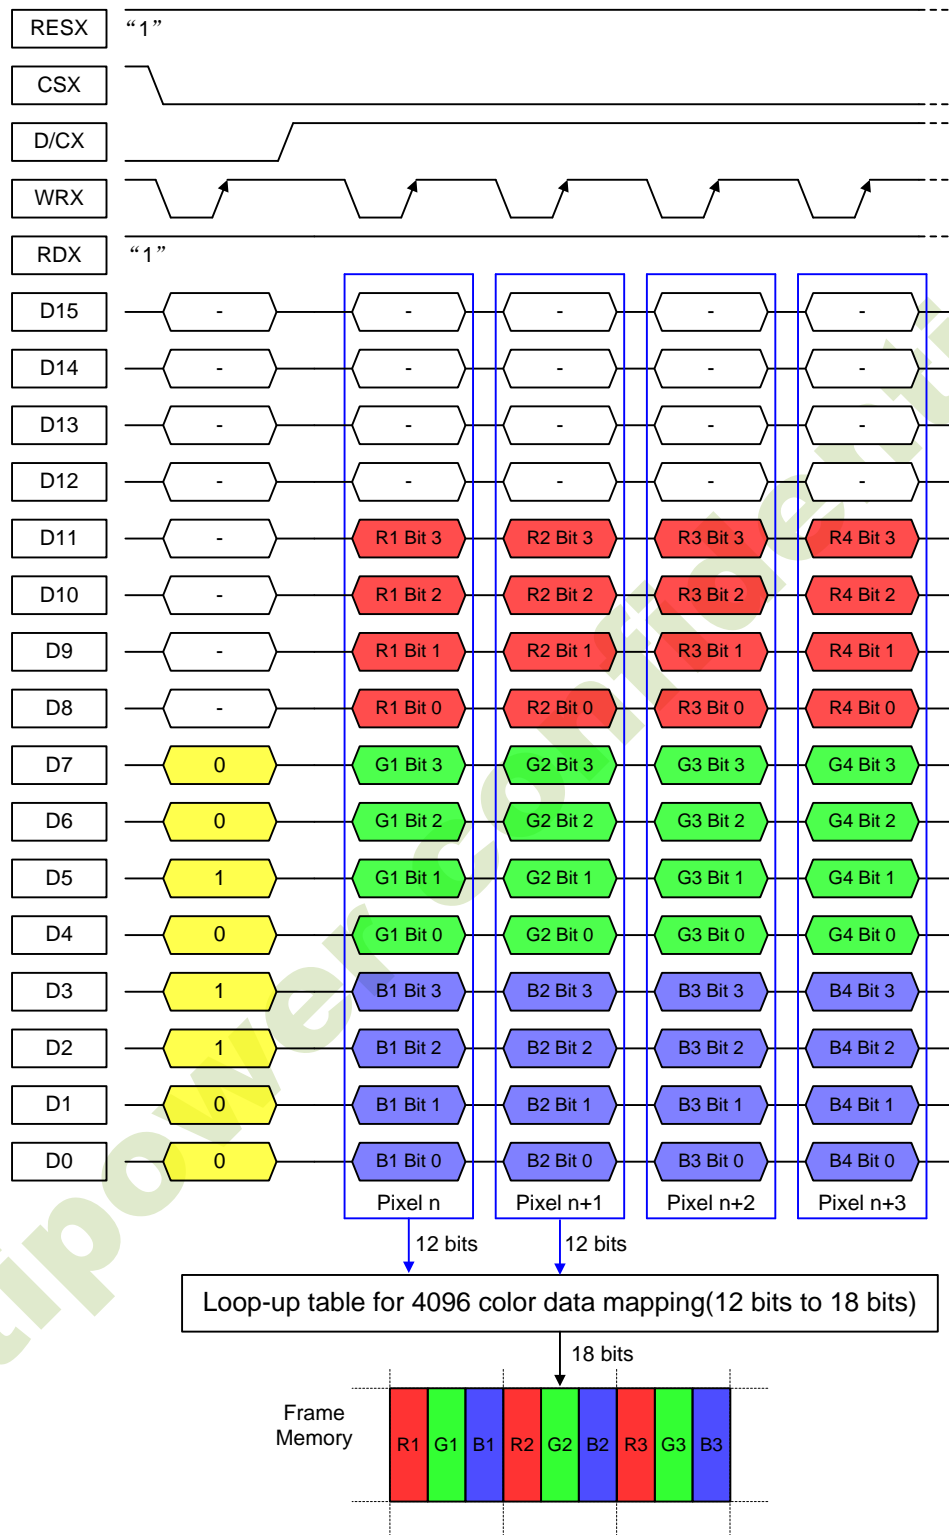 RESX “1”
CSX
D/CX
WRX
RDX “1”
D15 - - - - -
D14 - - - - -
D13 - - - - -
D12 - - - - -
D11 - R1 Bit 3 R2 Bit 3 R3 Bit 3 R4 Bit 3
D10 - R1 Bit 2 R2 Bit 2 R3 Bit 2 R4 Bit 2
D9 - R1 Bit 1 R2 Bit 1 R3 Bit 1 R4 Bit 1
D8 - R1 Bit 0 R2 Bit 0 R3 Bit 0 R4 Bit 0
D7 0 G1 Bit 3 G2 Bit 3 G3 Bit 3 G4 Bit 3
D6 0 G1 Bit 2 G2 Bit 2 G3 Bit 2 G4 Bit 2
D5 1 G1 Bit 1 G2 Bit 1 G3 Bit 1 G4 Bit 1
D4 0 G1 Bit 0 G2 Bit 0 G3 Bit 0 G4 Bit 0
D3 1 B1 Bit 3 B2 Bit 3 B3 Bit 3 B4 Bit 3
D2 1 B1 Bit 2 B2 Bit 2 B3 Bit 2 B4 Bit 2
D1 0 B1 Bit 1 B2 Bit 1 B3 Bit 1 B4 Bit 1
D0 0 B1 Bit 0 B2 Bit 0 B3 Bit 0 B4 Bit 0
Pixel n Pixel n+1 Pixel n+2 Pixel n+3
12 bits 12 bits
Loop-up table for 4096 color data mapping(12 bits to 18 bits)
18 bits
Frame
Memory
R1 G1 B1 R2 G2 B2 R3 G3 B3
tipower confidenti